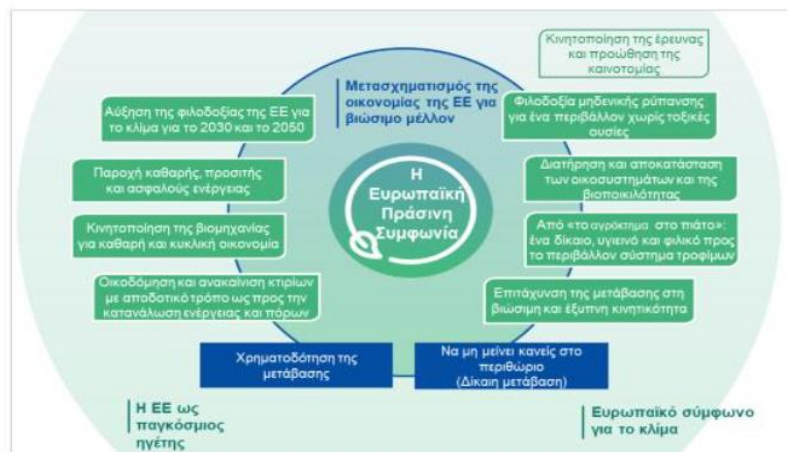 Κινητοποίηση της έρευνας
και προώθηση της
καινοτομίας
Μετασχηματισμός της
οικονομίας της ΕΕ για
βιώσιμο μέλλον
Αύξηση της φιλοδοξίας της ΕΕ για
το κλίμα για το 2030 και το 2050
Φιλοδοξία μηδενικής ρύπανσης
για ένα περιβάλλον χωρίς τοξικές
ουσίες
Παροχή καθαρής, προσιτής
και ασφαλούς ενέργειας
Η
Ευρωπαϊκή
Πράσινη
Συμφωνία
Διατήρηση και αποκατάσταση
των οικοσυστημάτων και της
βιοποικιλότητας
Κινητοποίηση της βιομηχανίας
για καθαρή και κυκλική οικονομία
Από «το αγρόκτημα στο πιάτο»:
ένα δίκαιο, υγιεινό και φιλικό προς
το περιβάλλον σύστημα τροφίμων
Οικοδόμηση και ανακαίνιση κτιρίων
με αποδοτικό τρόπο ως προς την
κατανάλωση ενέργειας και πόρων
Επιτάχυνση της μετάβασης στη
βιώσιμη και έξυπνη κινητικότητα
Χρηματοδότηση της
μετάβασης
Να μη μείνει κανείς στο
περιθώριο
(Δίκαιη μετάβαση)
Η ΕΕ ως
παγκόσμιος
ηγέτης
Ευρωπαϊκό σύμφωνο
για το κλίμα